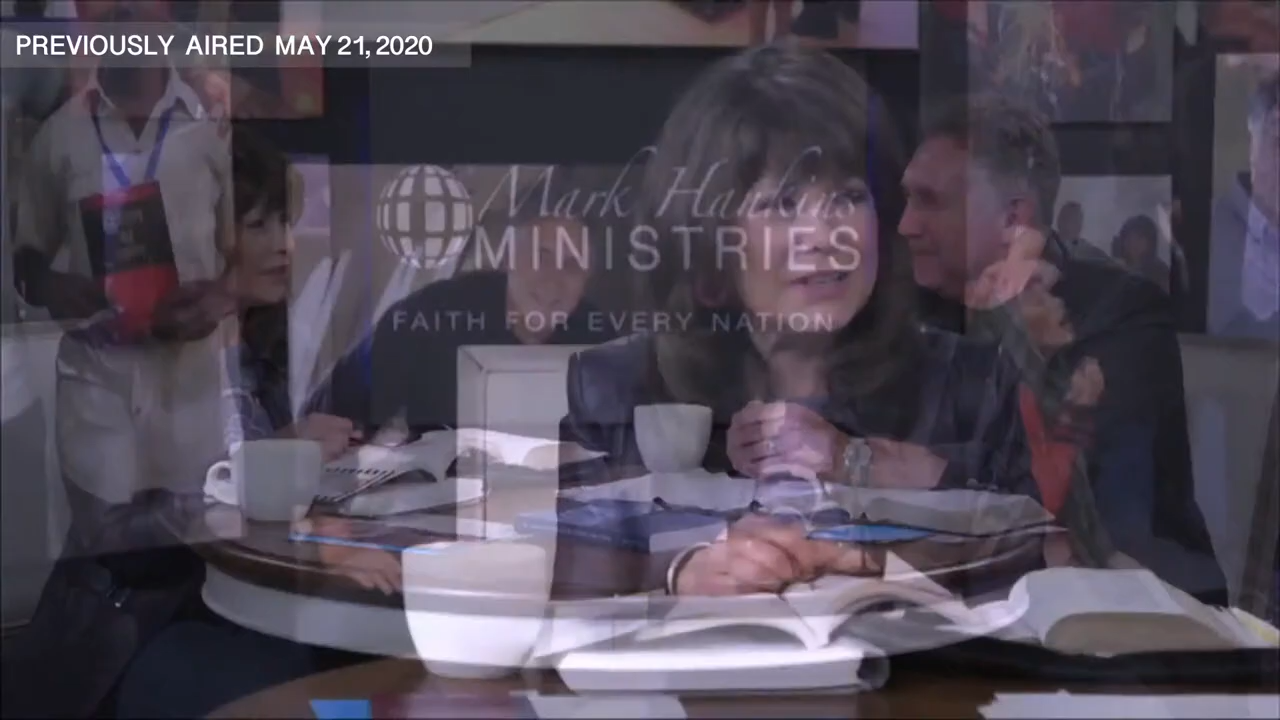 PREVIOUSLY AIRED MAY 21, 2020
Mark Hankins
MINISTRIES
FAITH FOR EVERY NATION